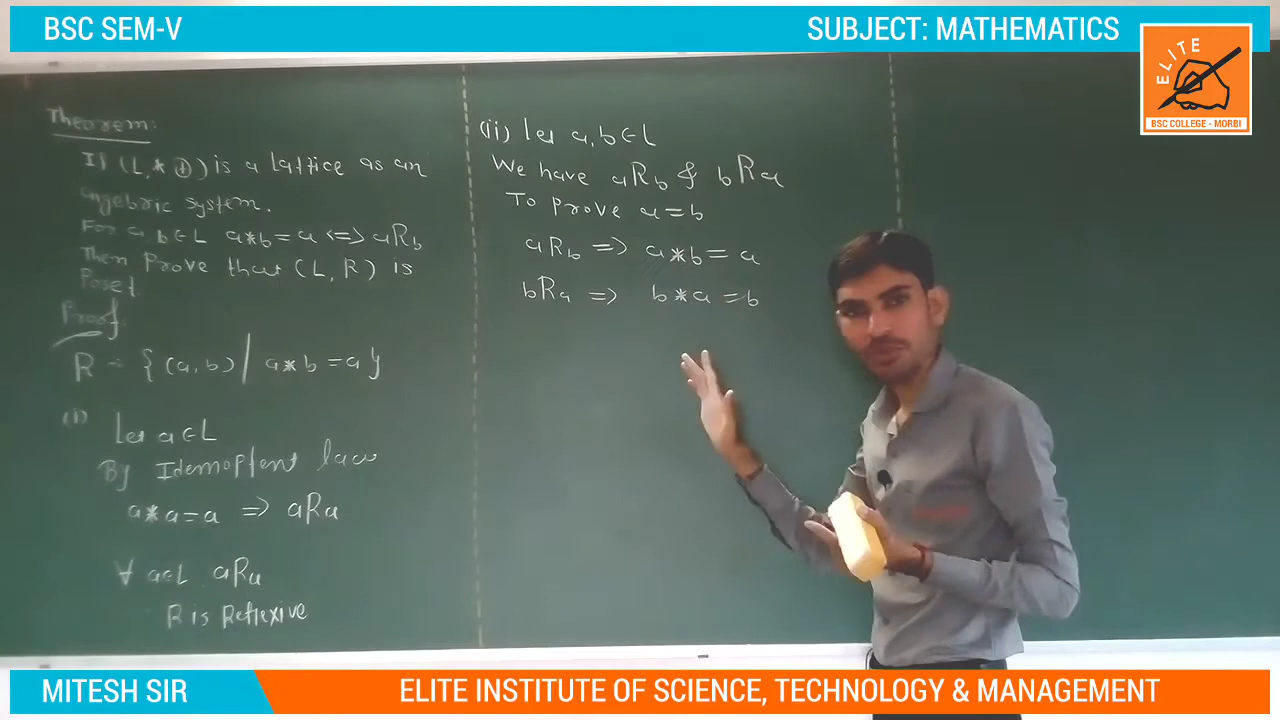 BSC SEM-V
SUBJECT: MATHEMATICS
ELITE
BSC COLLEGE - MORBI
Theorem:
If (L, * ⊕) is a Lattice as an
algebric system.
For a b∈L a*b=a <=> aRb
Then Prove that (L, R) is
Poset
Proof:
R = {(a,b) / a*b=a}
(i)
Let a∈L
By Idempftent law
a*a=a => aRa
∀ a∈L aRa
R is Reflexive
(ii) Let a,b∈L
We have aRb & bRa
To prove a=b
aRb => a*b=a
bRa => b*a=b
MITESH SIR
ELITE INSTITUTE OF SCIENCE, TECHNOLOGY & MANAGEMENT